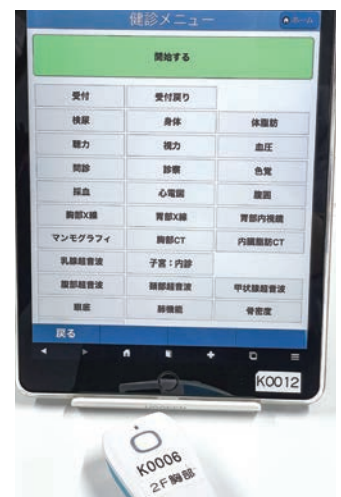 健診メニュー ホーム
開始する
受付 受付戻り
検尿 身体 体脂肪
聴力 視力 血圧
問診 診察 色覚
採血 心電図 腹囲
胸部X線 胃部X線 胃部内視鏡
マンモグラフィ 胸部CT 内臓脂肪CT
乳腺超音波 子宮:内診
腹部超音波 頸部超音波 甲状腺超音波
眼底 肺機能 骨密度
戻る
K0012
K0006
2F胸部